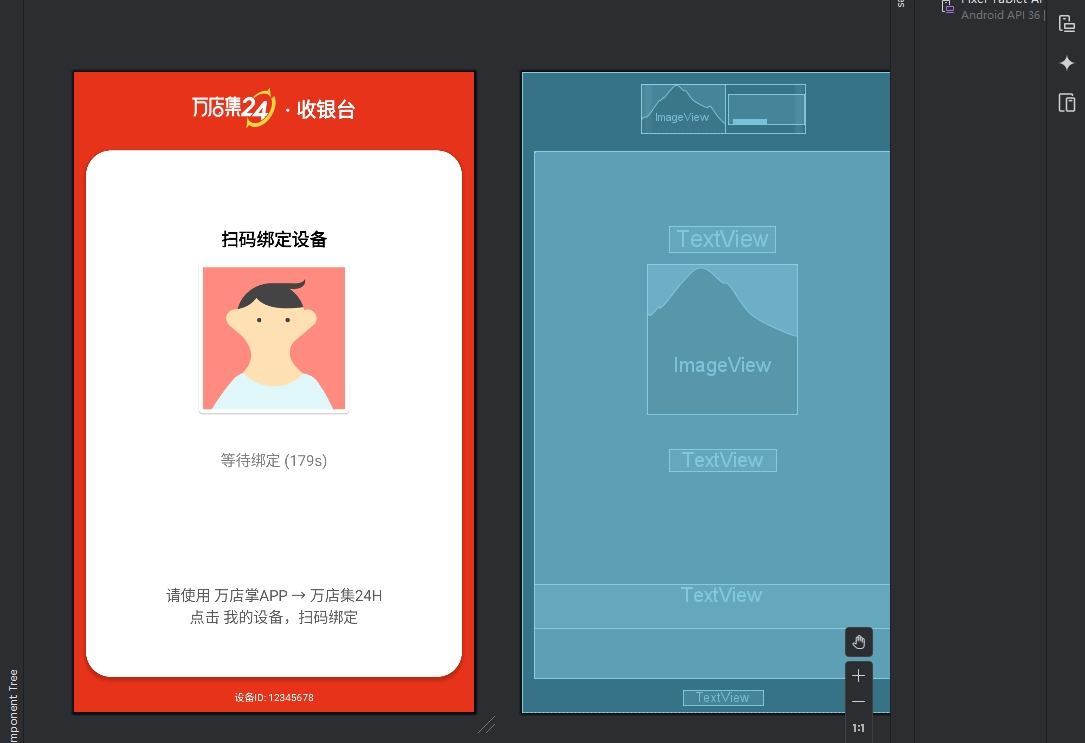 Android API 36 |
万店集24 · 收银台
ImageView
扫码绑定设备
TextView
ImageView
等待绑定 (179s)
TextView
请使用 万店掌APP → 万店集24H
点击 我的设备，扫码绑定
TextView
设备ID: 12345678
TextView
1:1
mponent Tree